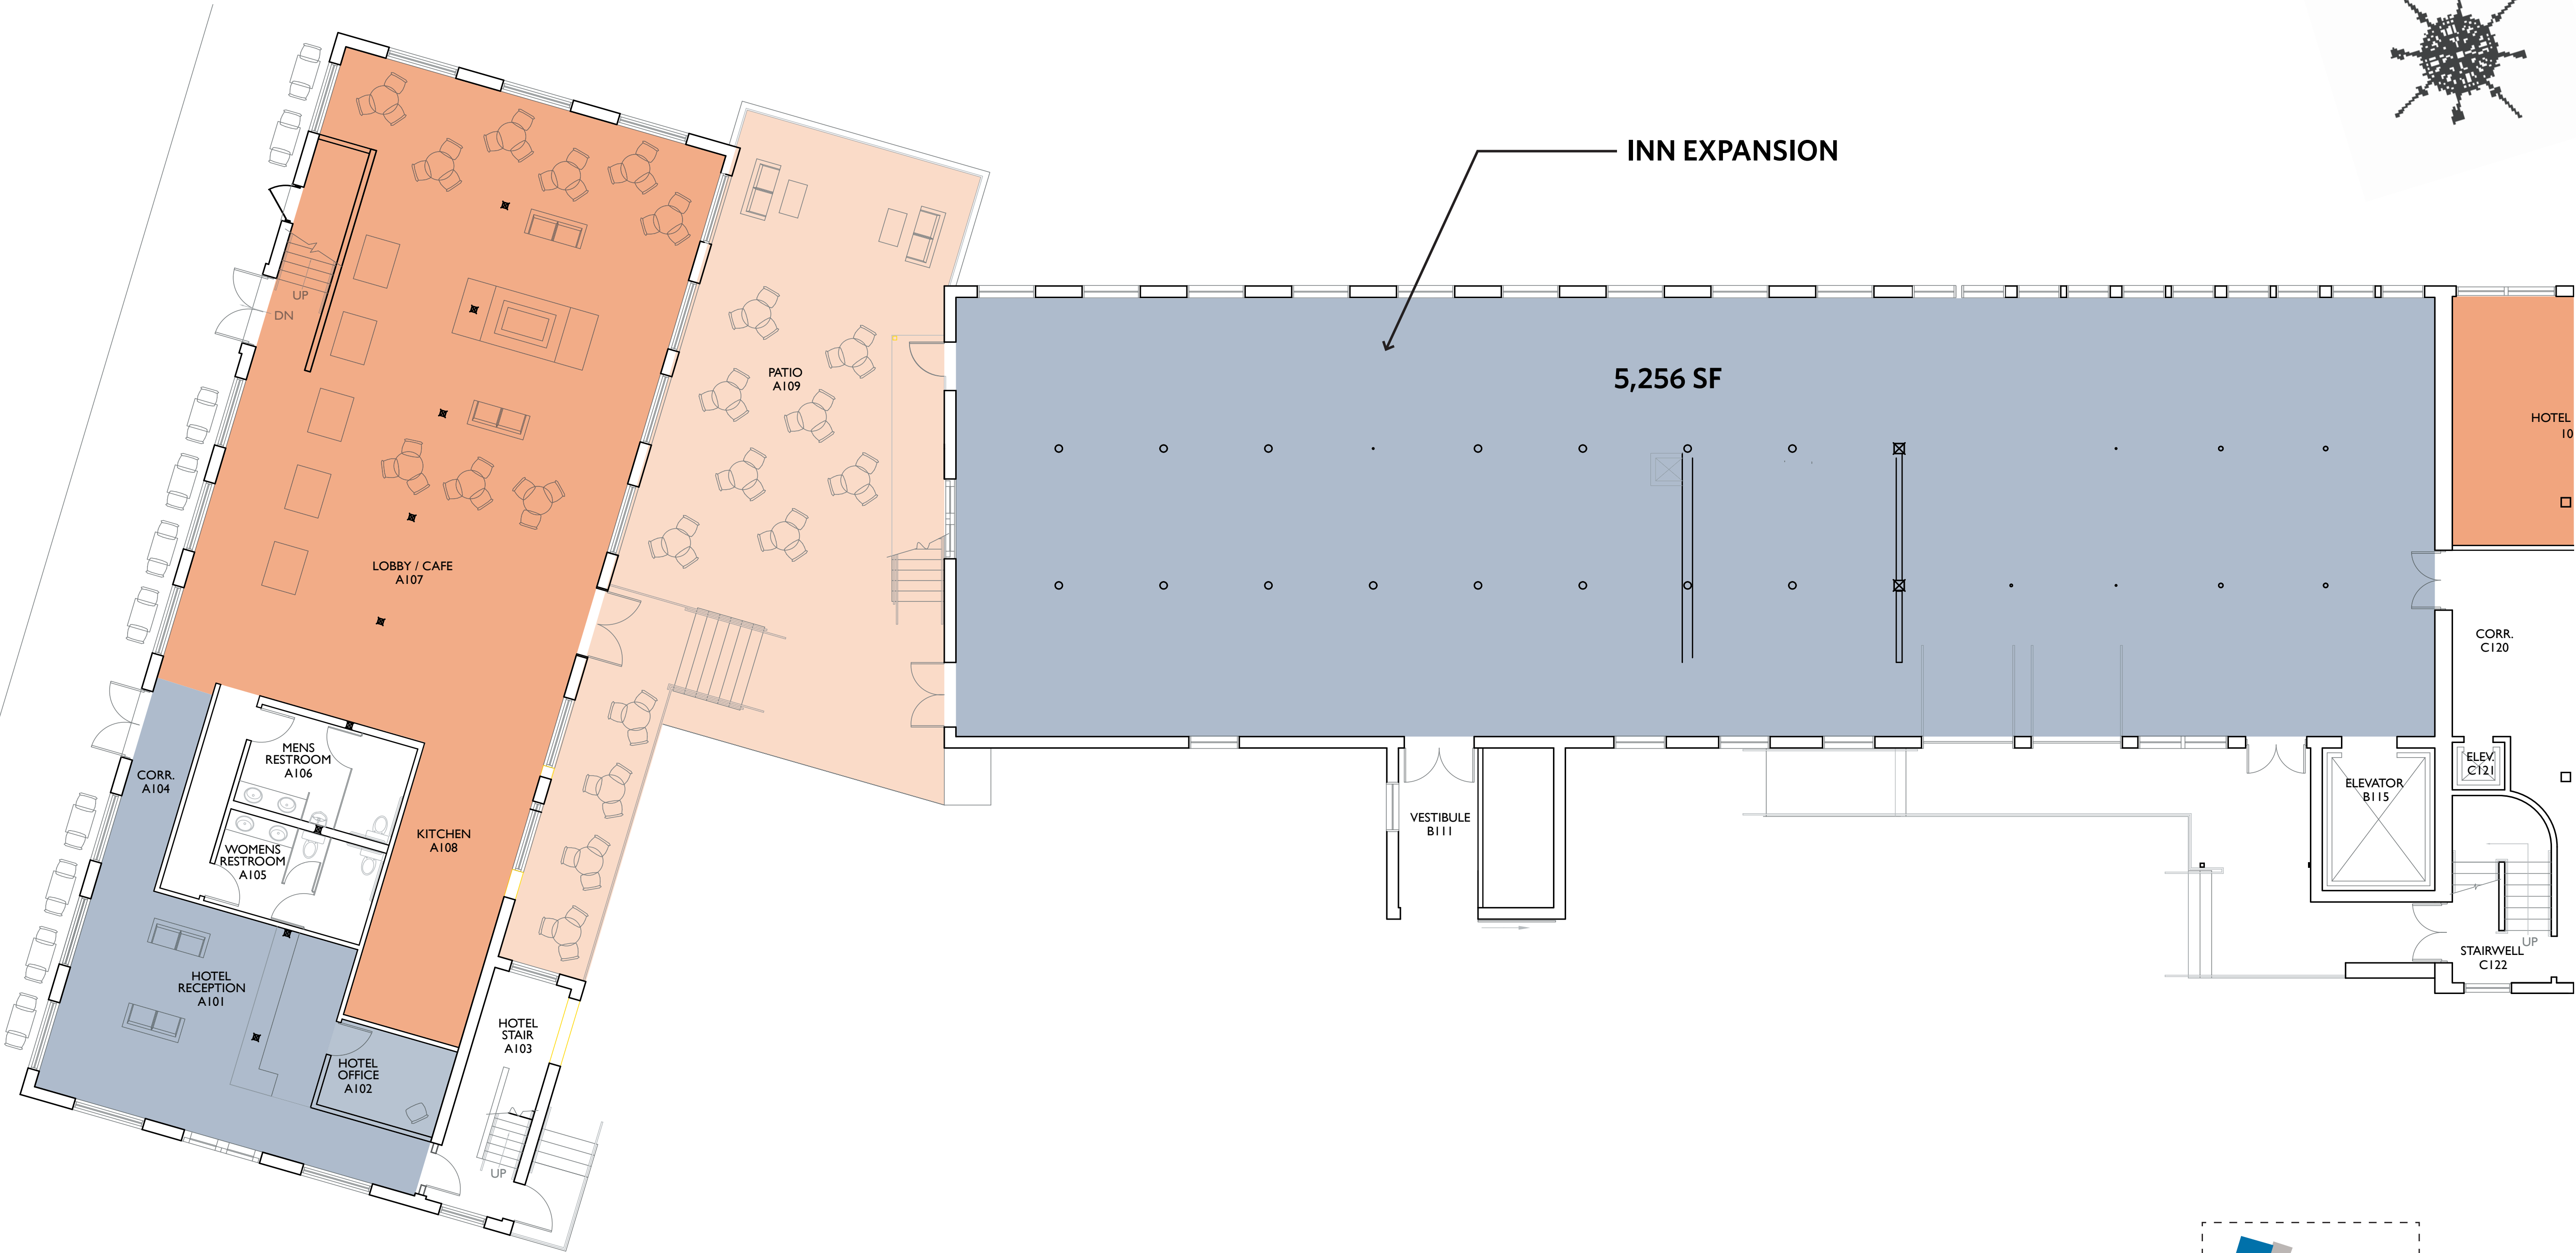 INN EXPANSION
5,256 SF
UP
DN
PATIO
A109
LOBBY / CAFE
A107
HOTEL
10
CORR.
C120
MENS
RESTROOM
A106
CORR.
A104
KITCHEN
A108
WOMENS
RESTROOM
A105
VESTIBULE
B111
ELEVATOR
B115
ELEV.
C121
UP
STAIRWELL
C122
HOTEL
RECEPTION
A101
HOTEL
STAIR
A103
HOTEL
OFFICE
A102
UP